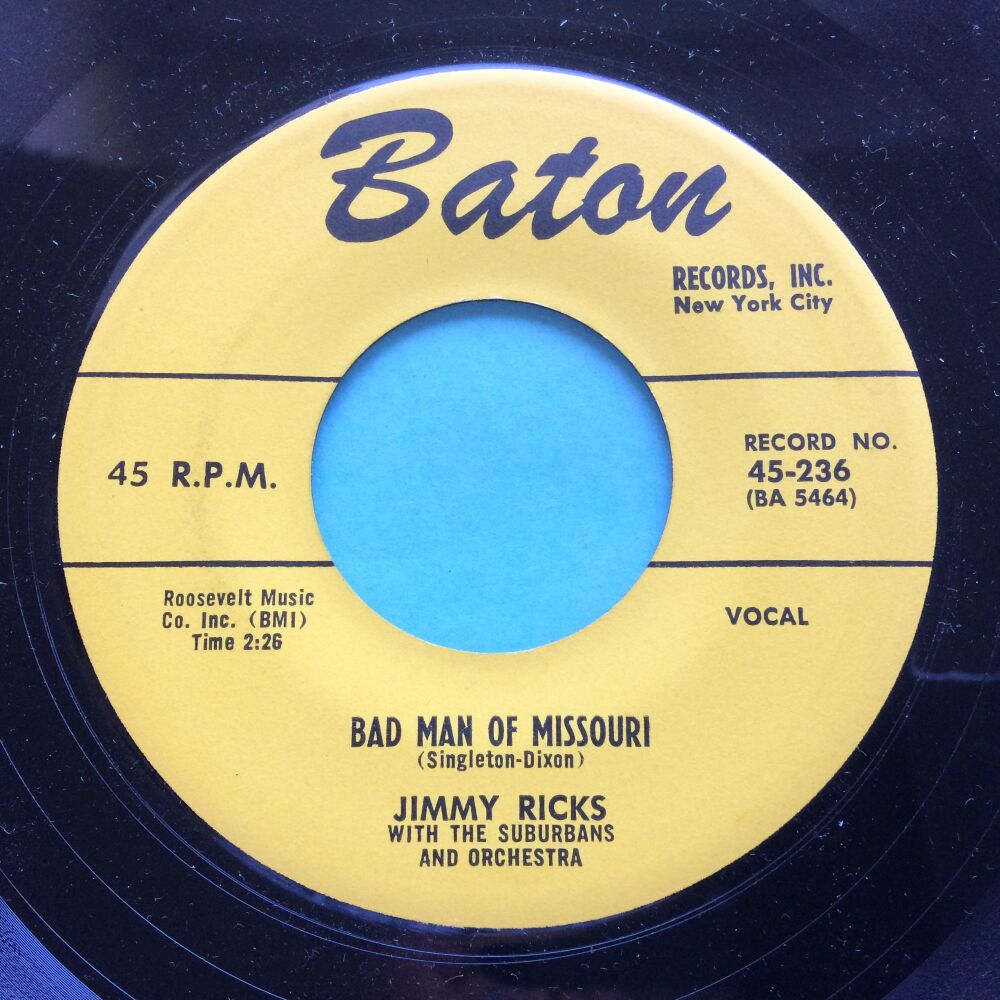 Baton
RECORDS, INC.
New York City
45 R.P.M.
RECORD NO.
45-236
(BA 5464)
Roosevelt Music
Co. Inc. (BMI)
Time 2:26
VOCAL
BAD MAN OF MISSOURI
(Singleton-Dixon)
JIMMY RICKS
WITH THE SUBURBANS
AND ORCHESTRA